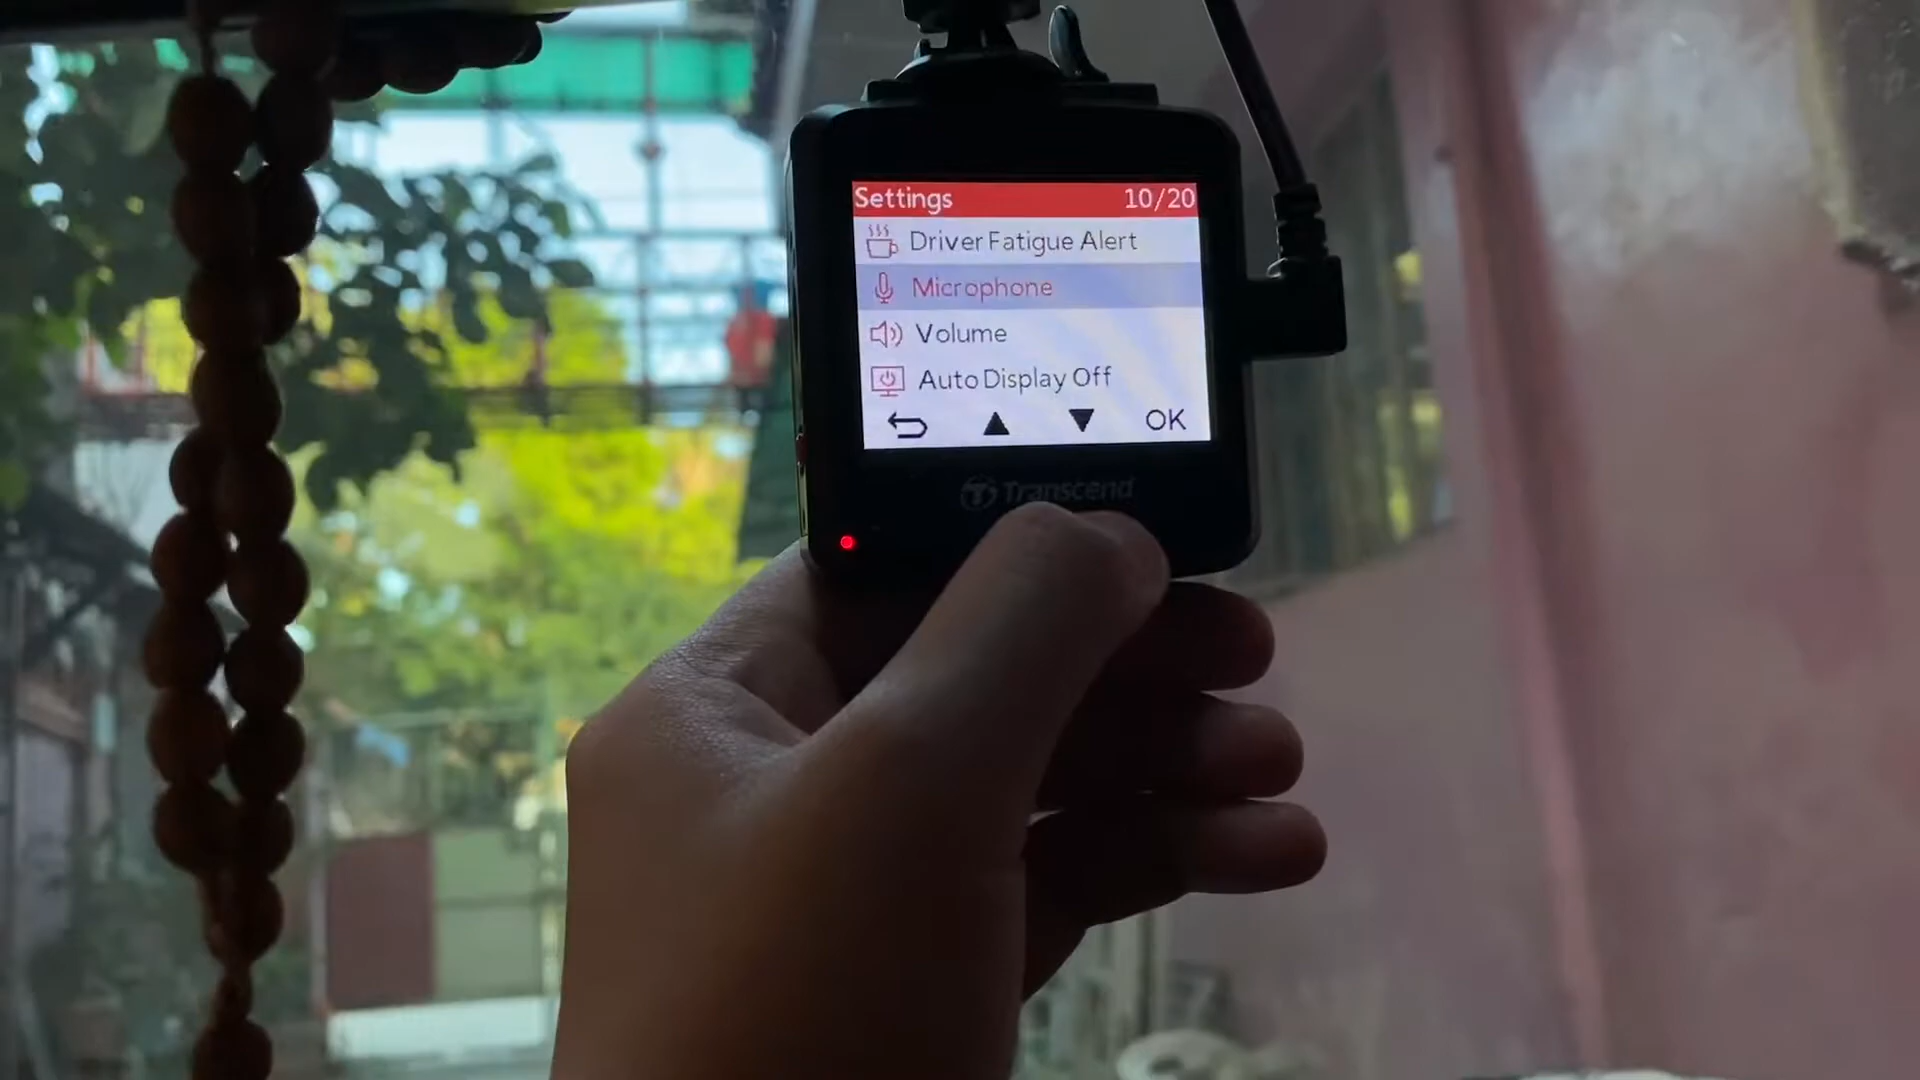 Settings 10/20
Driver Fatigue Alert
Microphone
Volume
Auto Display Off
OK
Transcend